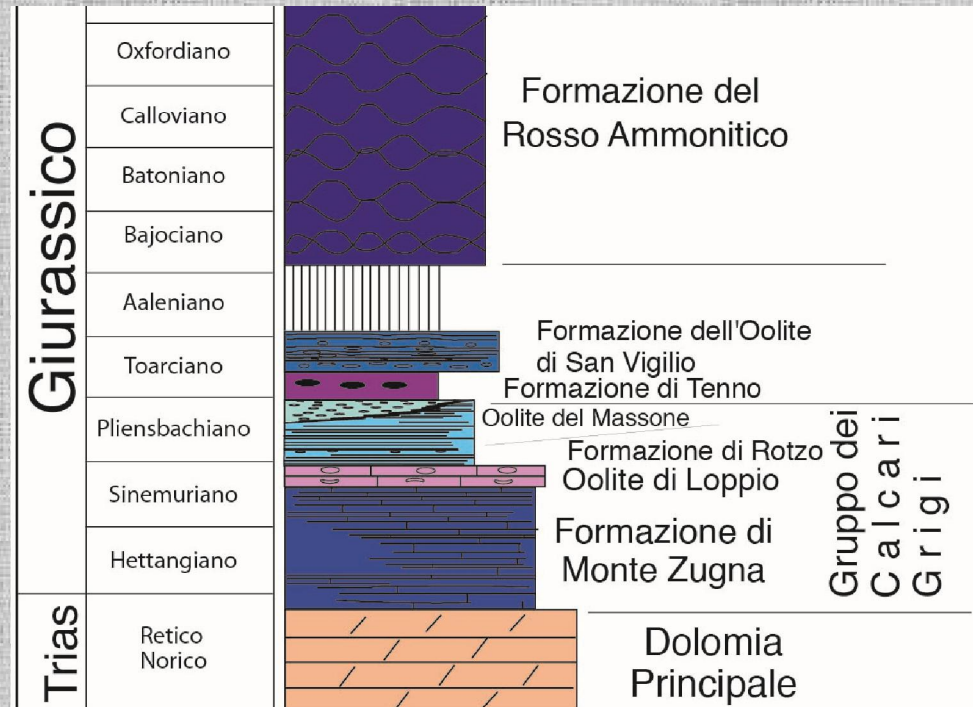 Giurassico
Oxfordiano
Calloviano
Batoniano
Bajociano
Aaleniano
Toarciano
Pliensbachiano
Sinemuriano
Hettangiano
Trias
Retico
Norico
Formazione del
Rosso Ammonitico
Formazione dell'Oolite
di San Vigilio
Formazione di Tenno
Oolite del Massone
Formazione di Rotzo
Oolite di Loppio
Formazione di
Monte Zugna
Gruppo dei
Calcari
Grigi
Dolomia
Principale